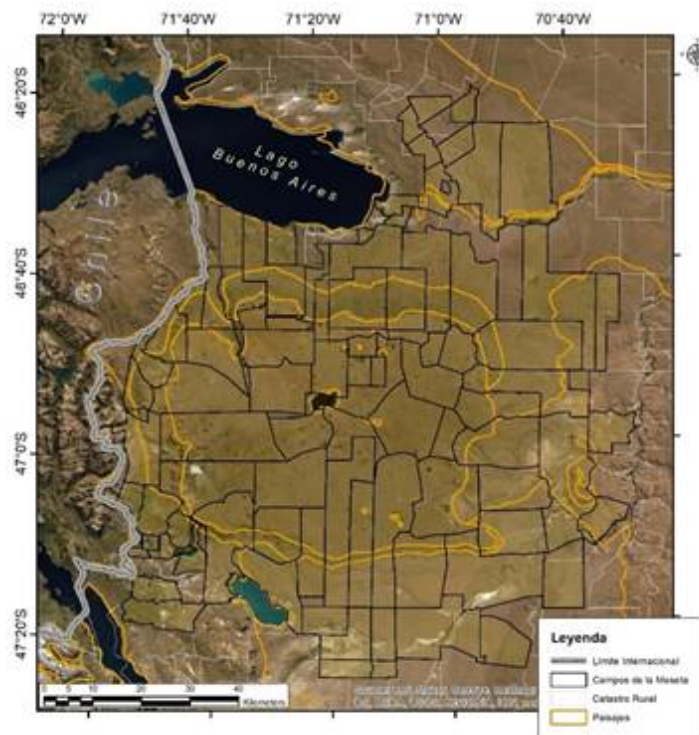 72°0'W 71°40'W 71°20'W 71°0'W 70°40'W
46°20'S
46°40'S
47°0'S
47°20'S
Lago
Buenos Aires
Chile
0 5 10 20 30 40
Kilometers
Leyenda
Límite Internacional
Campos de la Meseta
Catastro Rural
Paisajes